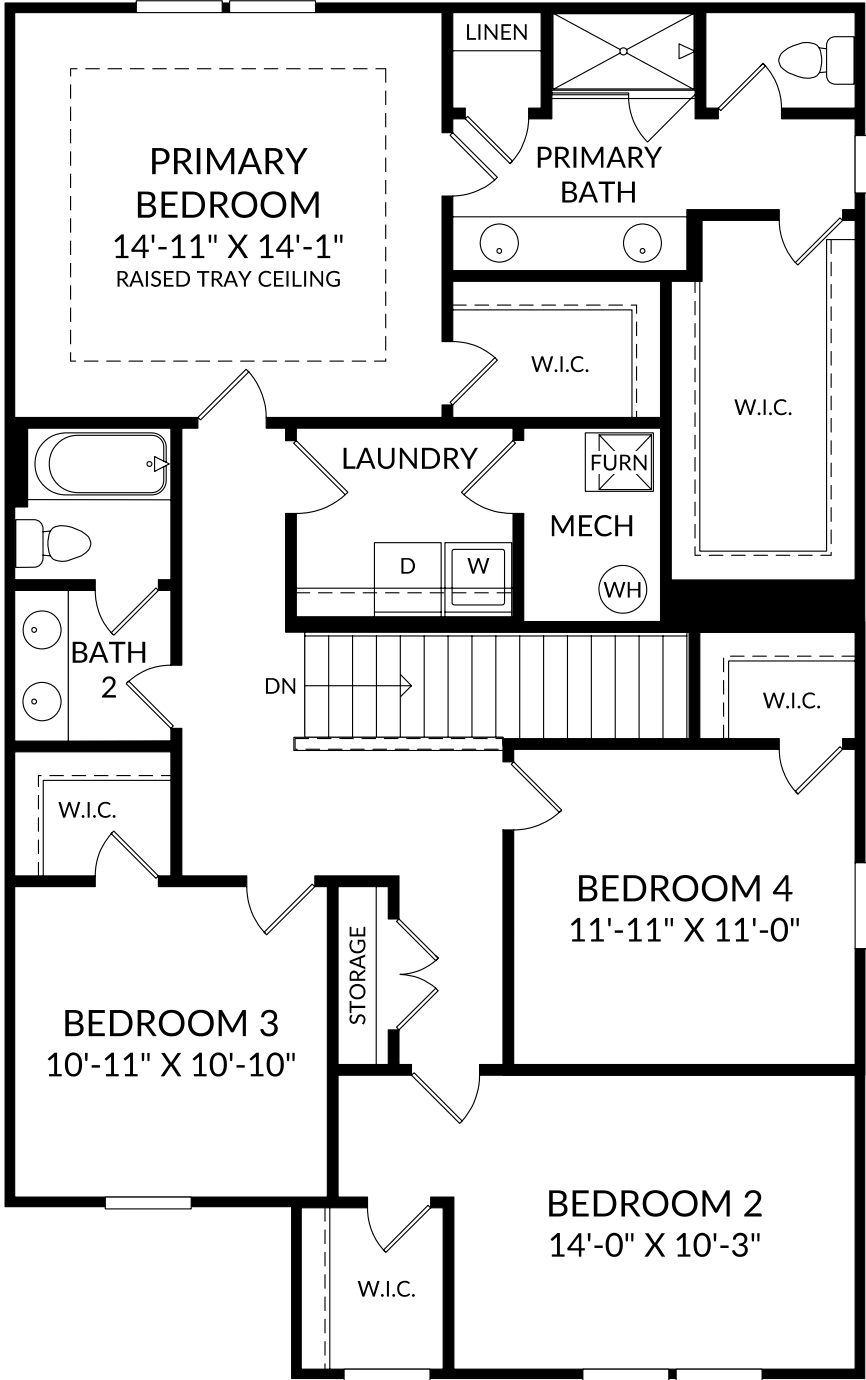 LINEN
PRIMARY
BEDROOM
14'-11" X 14'-1"
RAISED TRAY CEILING
PRIMARY
BATH
W.I.C.
W.I.C.
LAUNDRY
FURN
MECH
D
W
WH
BATH
2
DN
W.I.C.
W.I.C.
BEDROOM 4
11'-11" X 11'-0"
STORAGE
BEDROOM 3
10'-11" X 10'-10"
BEDROOM 2
14'-0" X 10'-3"
W.I.C.